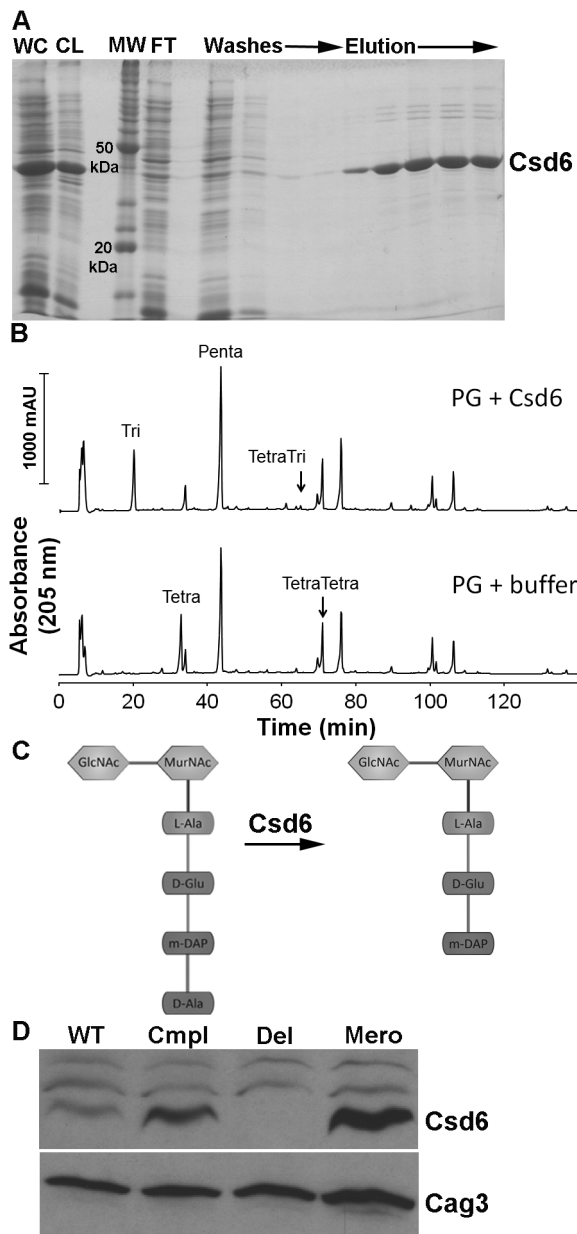 A
WC CL MW FT Washes Elution
50
kDa
Csd6
20
kDa
B
Penta
1000 mAU
PG + Csd6
Tri
TetraTri
Absorbance
(205 nm)
TetraTetra
PG + buffer
Tetra
0 20 40 60 80 100 120
Time (min)
C
GlcNAc MurNAc GlcNAc MurNAc
Csd6
L-Ala L-Ala
D-Glu D-Glu
m-DAP m-DAP
D-Ala
D
WT Cmpl Del Mero
Csd6
Cag3